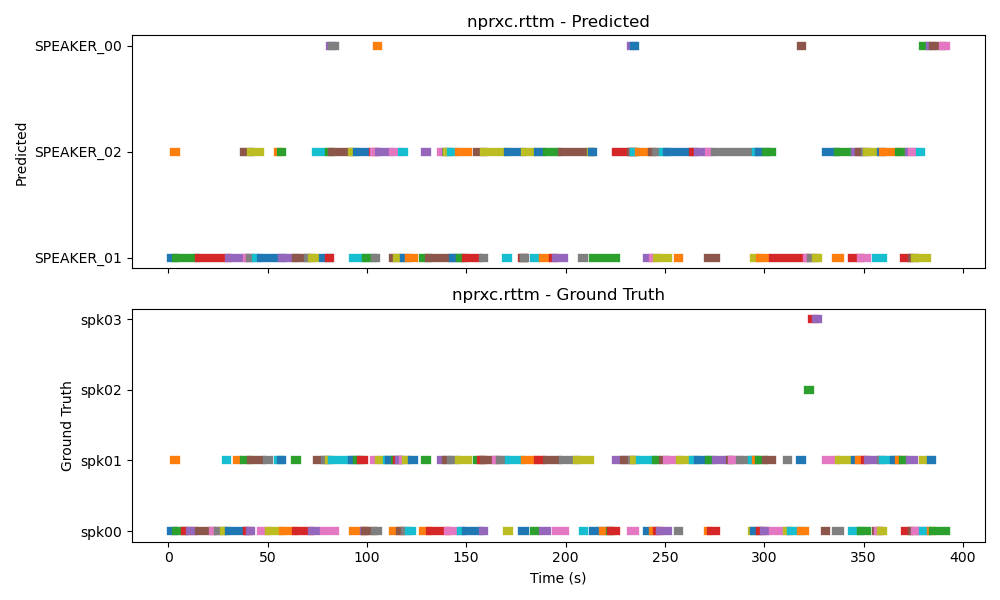 nprxc.rttm - Predicted
SPEAKER_00
SPEAKER_02
SPEAKER_01
Predicted
nprxc.rttm - Ground Truth
spk03
spk02
spk01
spk00
Ground Truth
0 50 100 150 200 250 300 350 400
Time (s)